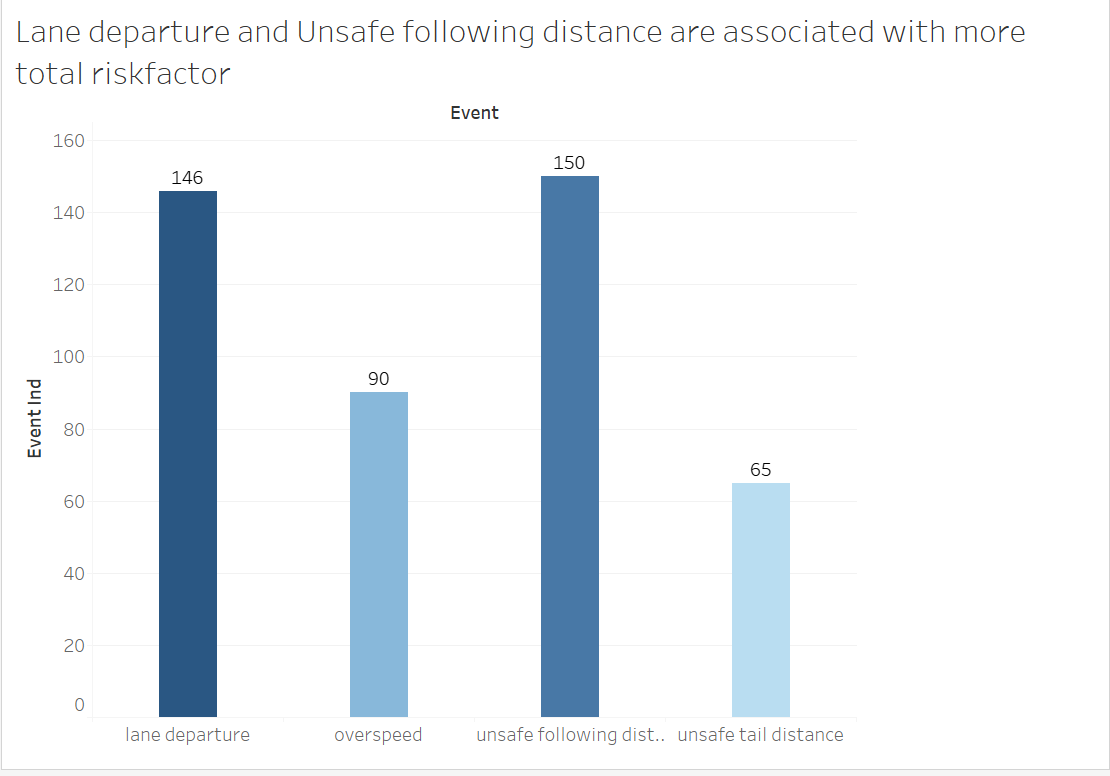 Lane departure and Unsafe following distance are associated with more
total riskfactor
Event
160
140
120
100
80
60
40
20
0
Event Ind
146
90
150
65
lane departure
overspeed
unsafe following dist..
unsafe tail distance